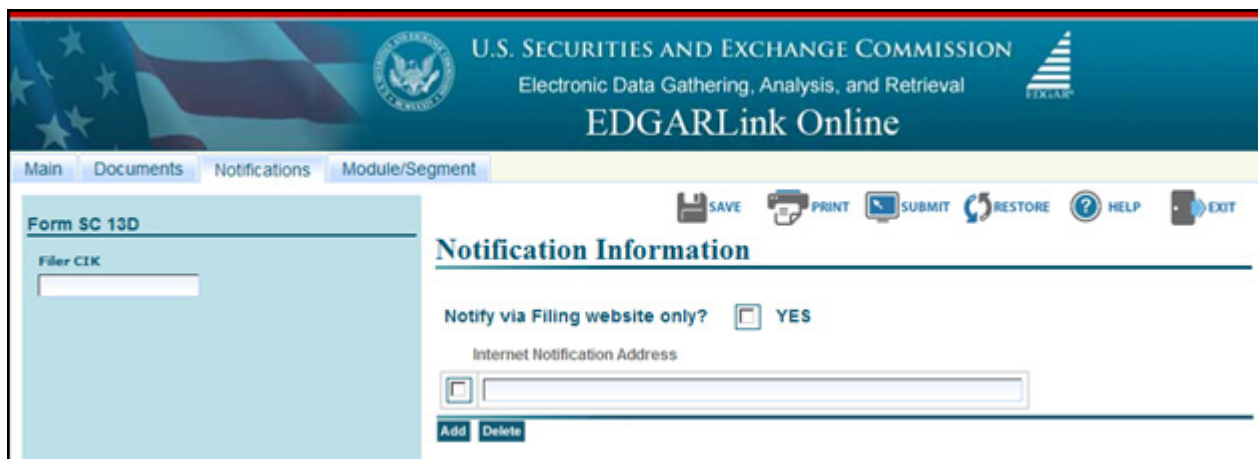 U.S. SECURITIES AND EXCHANGE COMMISSION
Electronic Data Gathering, Analysis, and Retrieval
EDGAR®
EDGARLink Online
Main Documents Notifications Module/Segment
SAVE PRINT SUBMIT RESTORE HELP EXIT
Form SC 13D
Filer CIK
Notification Information
Notify via Filing website only? YES
Internet Notification Address
Add Delete